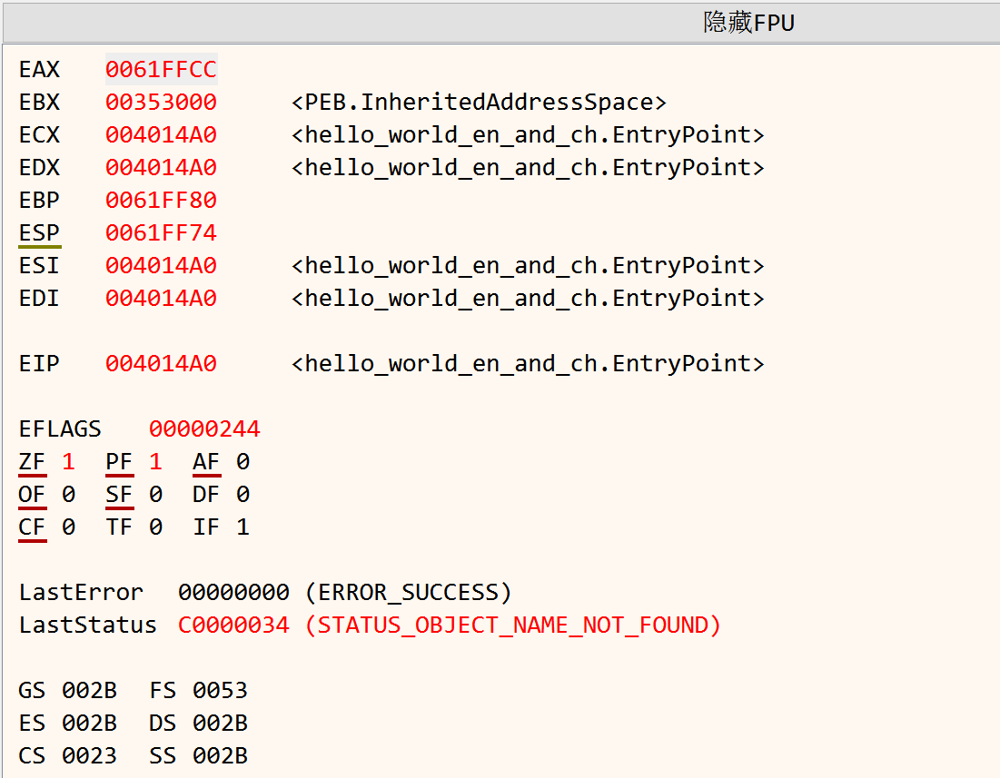 隐藏FPU
EAX 0061FFCC
EBX 00353000 <PEB.InheritedAddressSpace>
ECX 004014A0 <hello_world_en_and_ch.EntryPoint>
EDX 004014A0 <hello_world_en_and_ch.EntryPoint>
EBP 0061FF80
ESP 0061FF74
ESI 004014A0 <hello_world_en_and_ch.EntryPoint>
EDI 004014A0 <hello_world_en_and_ch.EntryPoint>
EIP 004014A0 <hello_world_en_and_ch.EntryPoint>
EFLAGS 00000244
ZF 1 PF 1 AF 0
OF 0 SF 0 DF 0
CF 0 TF 0 IF 1
LastError 00000000 (ERROR_SUCCESS)
LastStatus C0000034 (STATUS_OBJECT_NAME_NOT_FOUND)
GS 002B FS 0053
ES 002B DS 002B
CS 0023 SS 002B